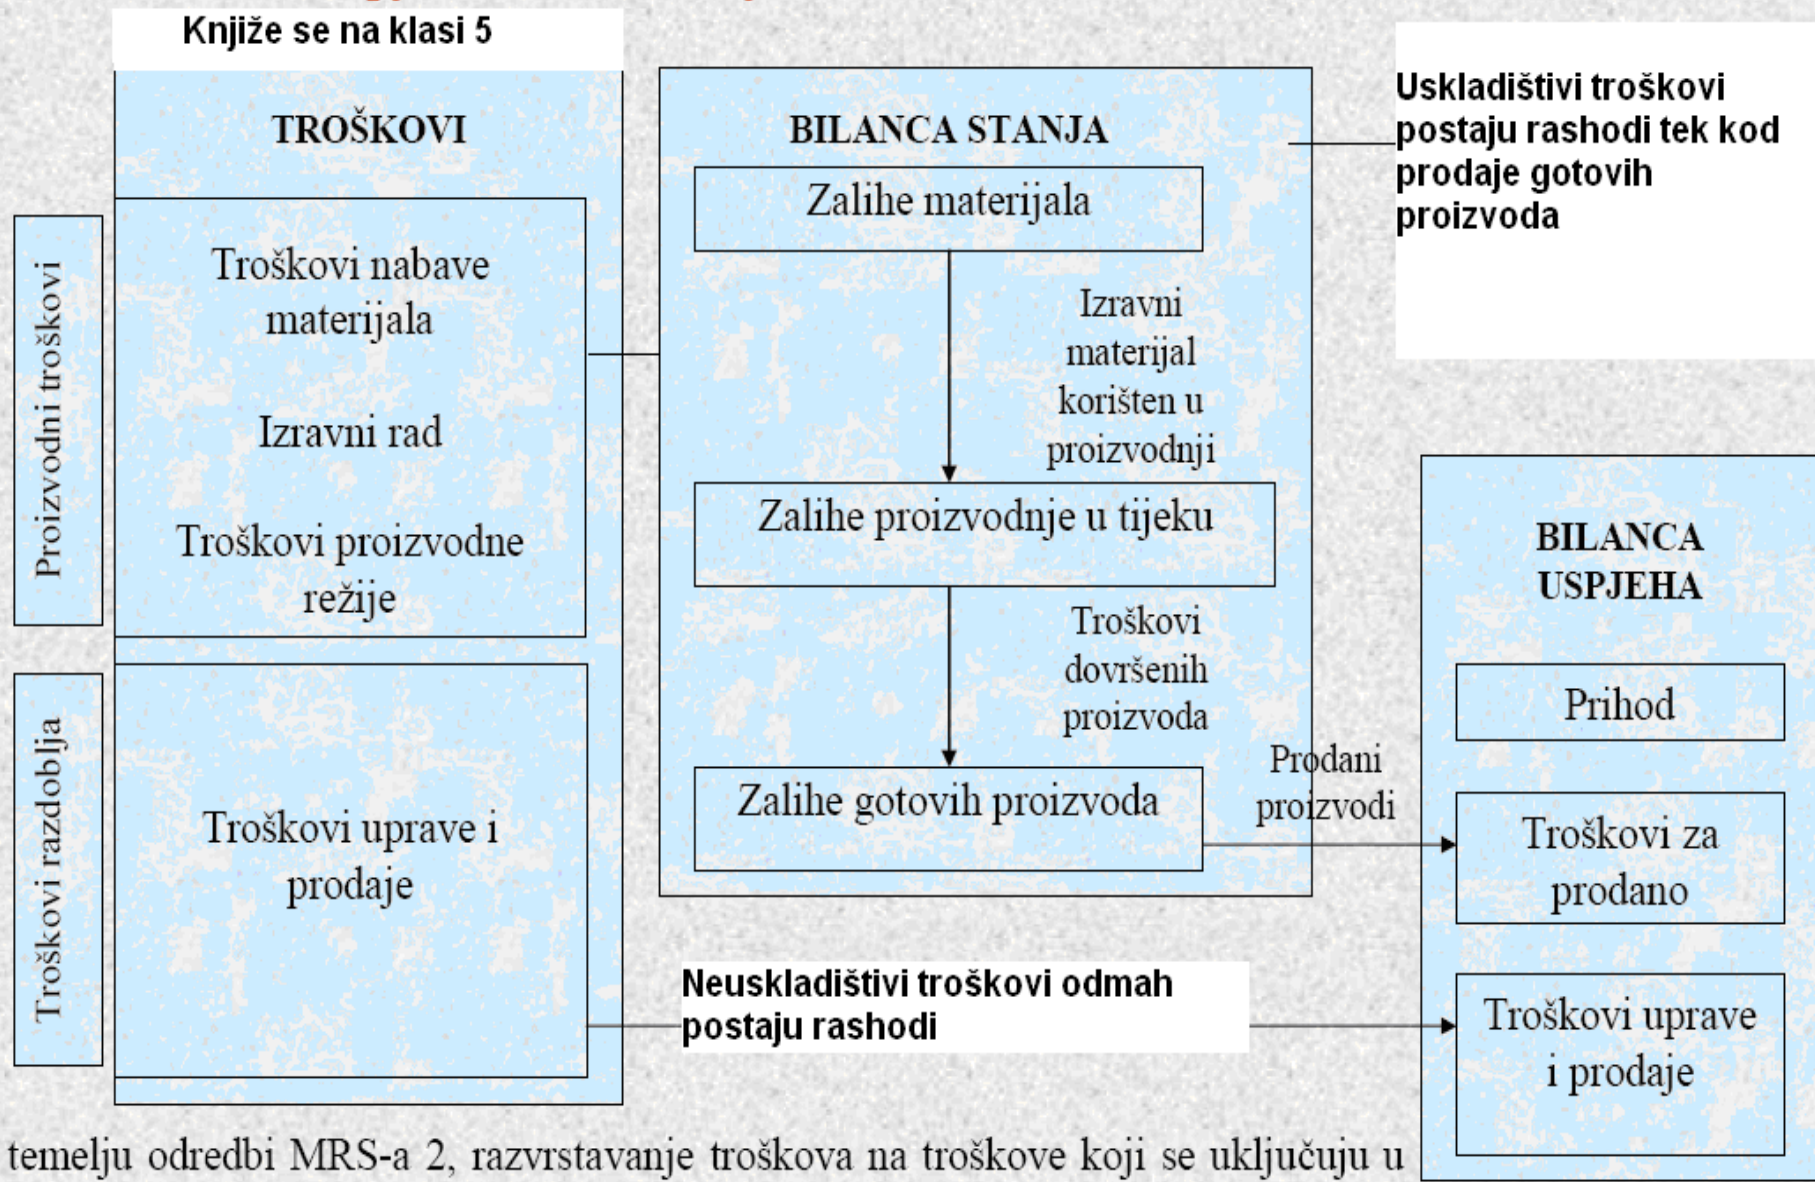 Knjiže se na klasi 5
TROŠKOVI
Proizvodni troškovi
Troškovi nabave
materijala
Izravni rad
Troškovi proizvodne
režije
Troškovi razdoblja
Troškovi uprave i
prodaje
BILANCA STANJA
Zalihe materijala
Izravni
materijal
korišten u
proizvodnji
Zalihe proizvodnje u tijeku
Troškovi
dovršenih
proizvoda
Zalihe gotovih proizvoda
Prodani
proizvodi
Uskladištivi troškovi
postaju rashodi tek kod
prodaje gotovih
proizvoda
BILANCA
USPJEHA
Prihod
Troškovi za
prodano
Troškovi uprave
i prodaje
Neuskladištivi troškovi odmah
postaju rashodi
temelju odredbi MRS-a 2, razvrstavanje troškova na troškove koji se uključuju u